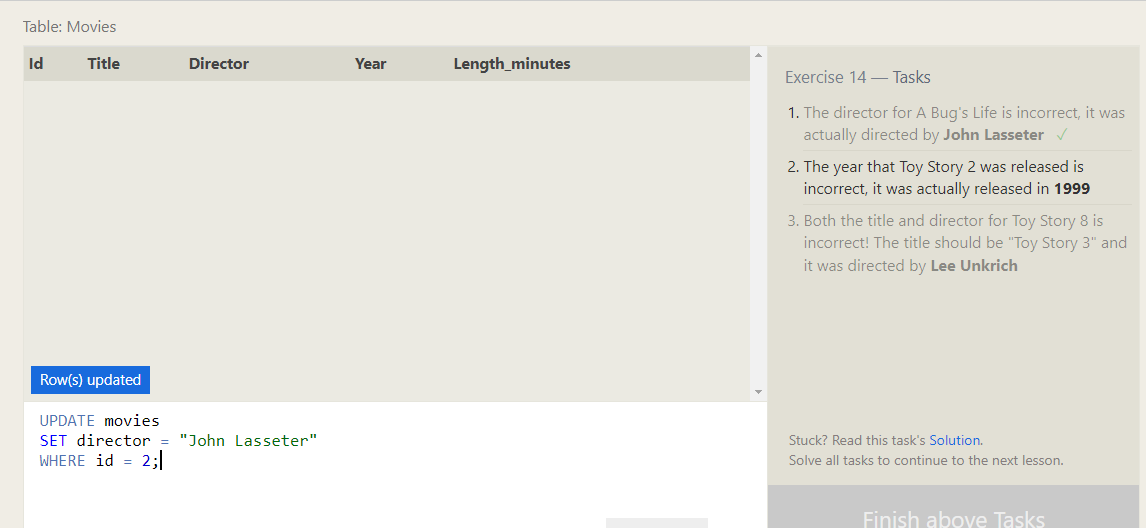 Table: Movies
Id Title Director Year Length_minutes
Exercise 14 — Tasks
1. The director for A Bug's Life is incorrect, it was
actually directed by John Lasseter ✓
2. The year that Toy Story 2 was released is
incorrect, it was actually released in 1999
3. Both the title and director for Toy Story 8 is
incorrect! The title should be "Toy Story 3" and
it was directed by Lee Unkrich
Row(s) updated
UPDATE movies
SET director = "John Lasseter"
WHERE id = 2;
Stuck? Read this task's Solution.
Solve all tasks to continue to the next lesson.
Finish above Tasks